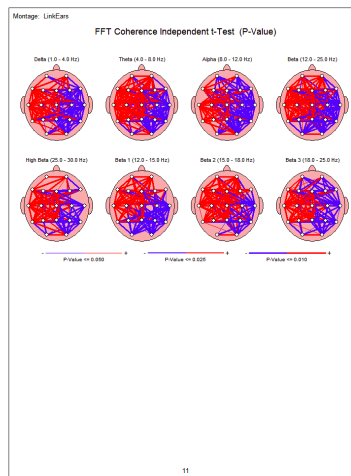 Montage: LinkEars
FFT Coherence Independent t-Test (P-Value)
Delta (1.0 - 4.0 Hz) Theta (4.0 - 8.0 Hz) Alpha (8.0 - 12.0 Hz) Beta (12.0 - 25.0 Hz)
High Beta (25.0 - 30.0 Hz) Beta 1 (12.0 - 15.0 Hz) Beta 2 (15.0 - 18.0 Hz) Beta 3 (18.0 - 25.0 Hz)
- + - + - +
P-Value <= 0.050 P-Value <= 0.025 P-Value <= 0.010
11